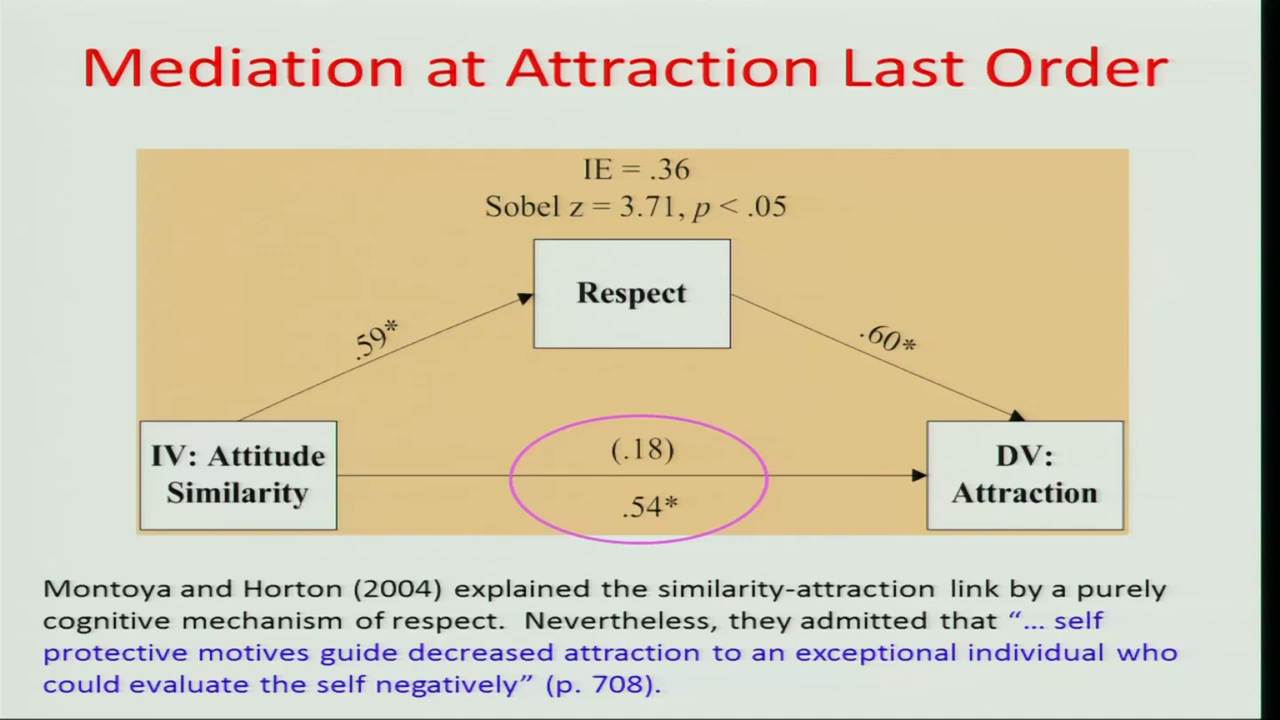 Mediation at Attraction Last Order
IE = .36
Sobel z = 3.71, p < .05
Respect
.59*
.60*
IV: Attitude
Similarity
(.18)
.54*
DV:
Attraction
Montoya and Horton (2004) explained the similarity-attraction link by a purely
cognitive mechanism of respect. Nevertheless, they admitted that “… self
protective motives guide decreased attraction to an exceptional individual who
could evaluate the self negatively” (p. 708).